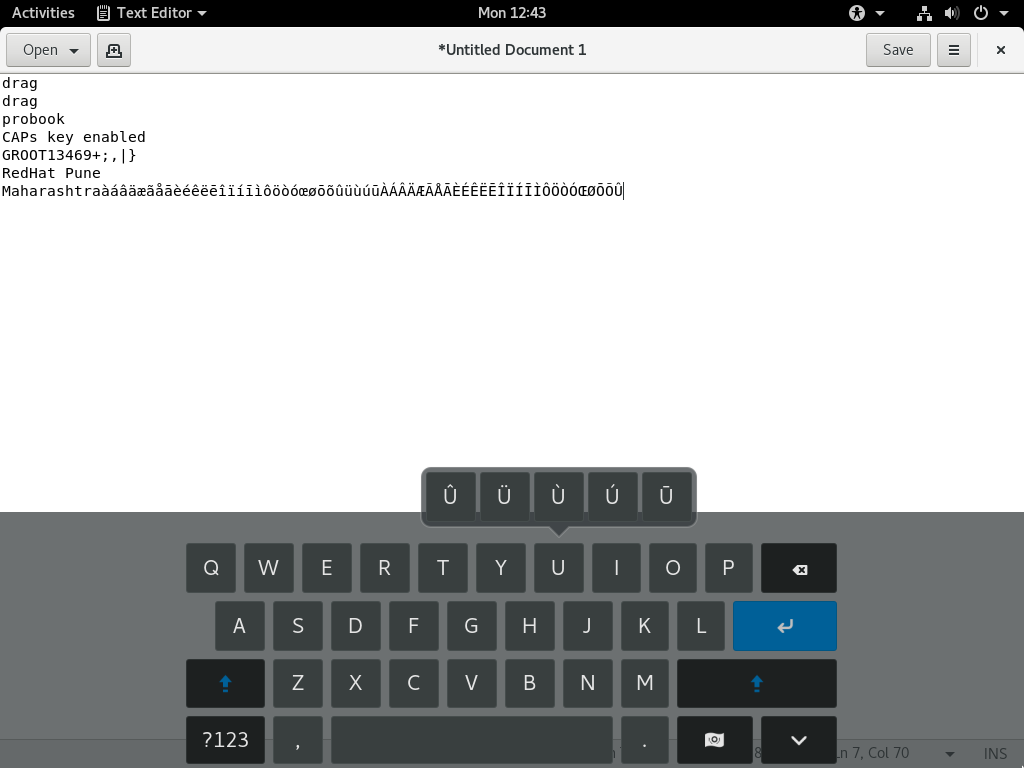 Activities Text Editor Mon 12:43
Open *Untitled Document 1 Save
drag
drag
probook
CAPs key enabled
GROOT13469+;,|}
RedHat Pune
MaharashtraàáâäæãåāèéêëēîïíīìôöòóœøōõûüùúūÀÁÂÄÆÃÅĀÈÉÊËĒÎÏÍĪÌÔÖÒÓŒØŌÕÛ
Û Ü Ù Ú Ū
Q W E R T Y U I O P
A S D F G H J K L
Z X C V B N M
?123 , .
Ln 7, Col 70 INS